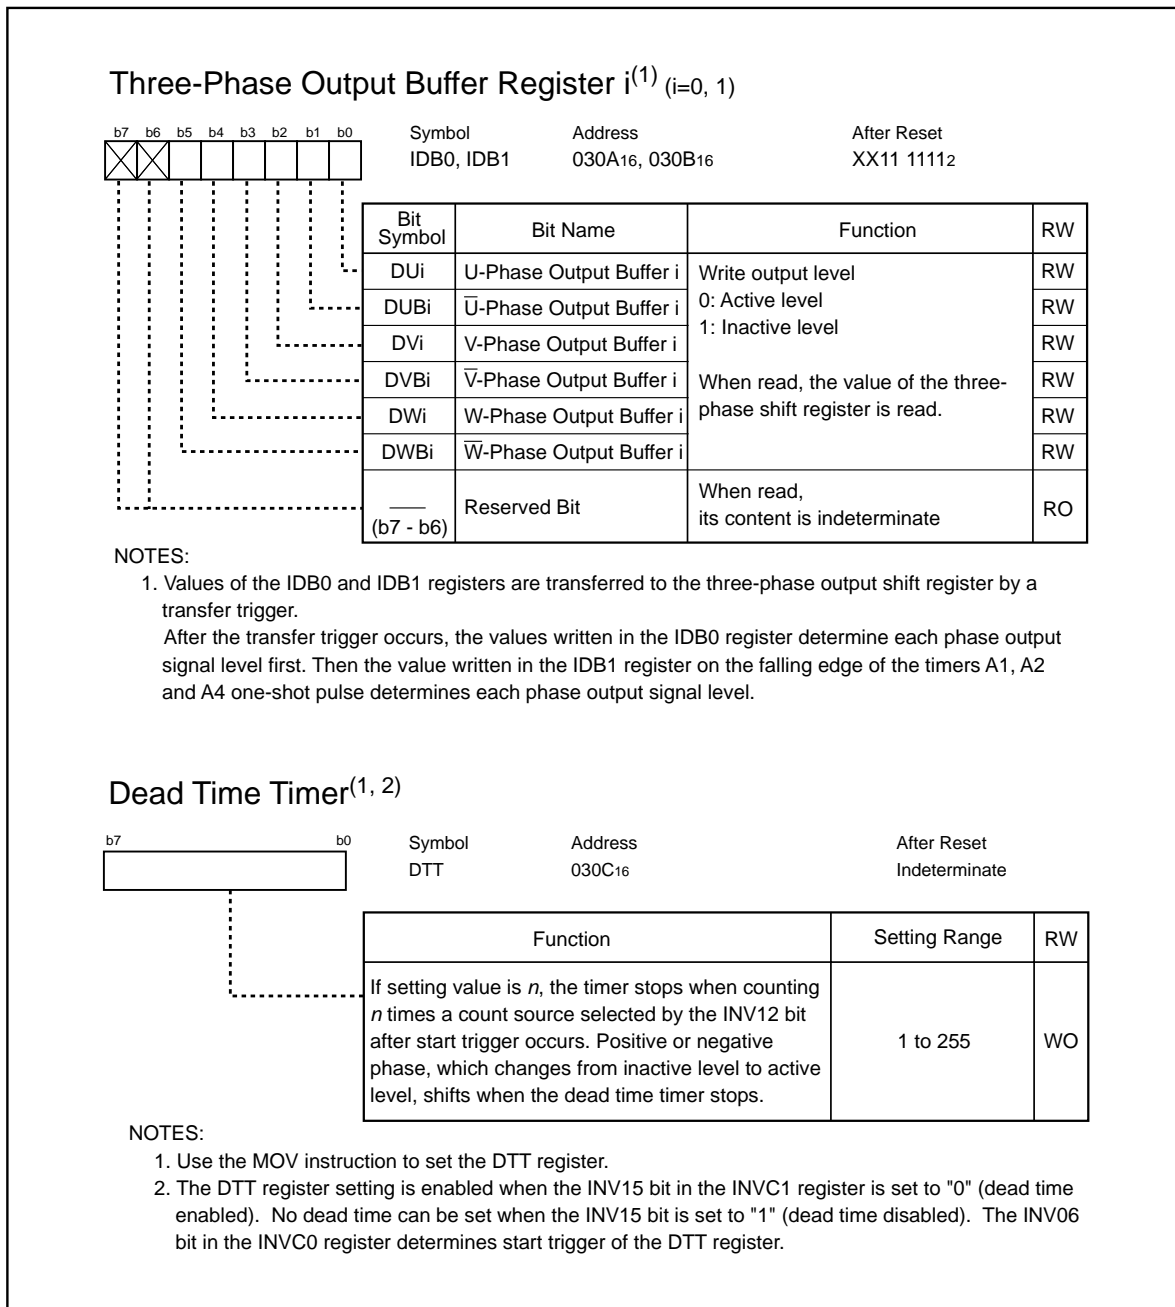 Three-Phase Output Buffer Register i(1) (i=0, 1)
b7 b6 b5 b4 b3 b2 b1 b0
Symbol Address After Reset
IDB0, IDB1 030A16, 030B16 XX11 11112
Bit Symbol Bit Name Function RW
DUi U-Phase Output Buffer i Write output level RW
0: Active level
DUBi U̅-Phase Output Buffer i RW
1: Inactive level
DVi V-Phase Output Buffer i RW
DVBi V̅-Phase Output Buffer i When read, the value of the three- RW
DWi W-Phase Output Buffer i phase shift register is read. RW
DWBi W̅-Phase Output Buffer i RW
When read,
Reserved Bit its content is indeterminate RO
(b7 - b6)
NOTES:
1. Values of the IDB0 and IDB1 registers are transferred to the three-phase output shift register by a
transfer trigger.
After the transfer trigger occurs, the values written in the IDB0 register determine each phase output
signal level first. Then the value written in the IDB1 register on the falling edge of the timers A1, A2
and A4 one-shot pulse determines each phase output signal level.
Dead Time Timer(1, 2)
b7 b0
Symbol Address After Reset
DTT 030C16 Indeterminate
Function Setting Range RW
If setting value is n, the timer stops when counting
n times a count source selected by the INV12 bit
after start trigger occurs. Positive or negative 1 to 255 WO
phase, which changes from inactive level to active
level, shifts when the dead time timer stops.
NOTES:
1. Use the MOV instruction to set the DTT register.
2. The DTT register setting is enabled when the INV15 bit in the INVC1 register is set to "0" (dead time
enabled). No dead time can be set when the INV15 bit is set to "1" (dead time disabled). The INV06
bit in the INVC0 register determines start trigger of the DTT register.